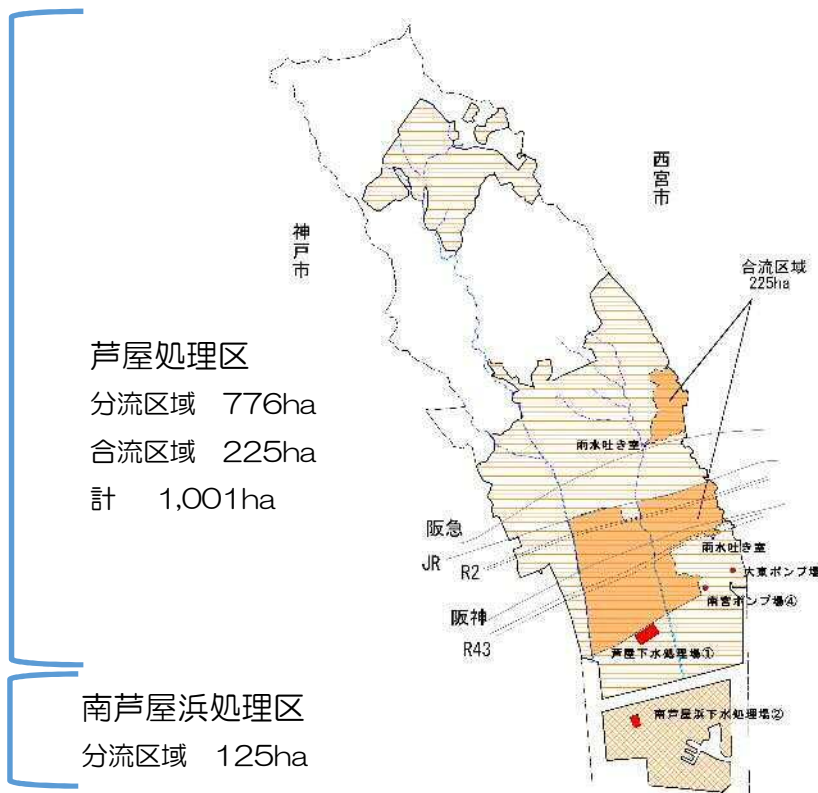 西宮市
神戸市
合流区域
225ha
芦屋処理区
分流区域 776ha
合流区域 225ha
計 1,001ha
雨水吐き室
阪急
JR
R2
阪神
R43
雨水吐き室
大東ポンプ場
南宮ポンプ場④
芦屋下水処理場①
南芦屋浜処理区
分流区域 125ha
南芦屋浜下水処理場②